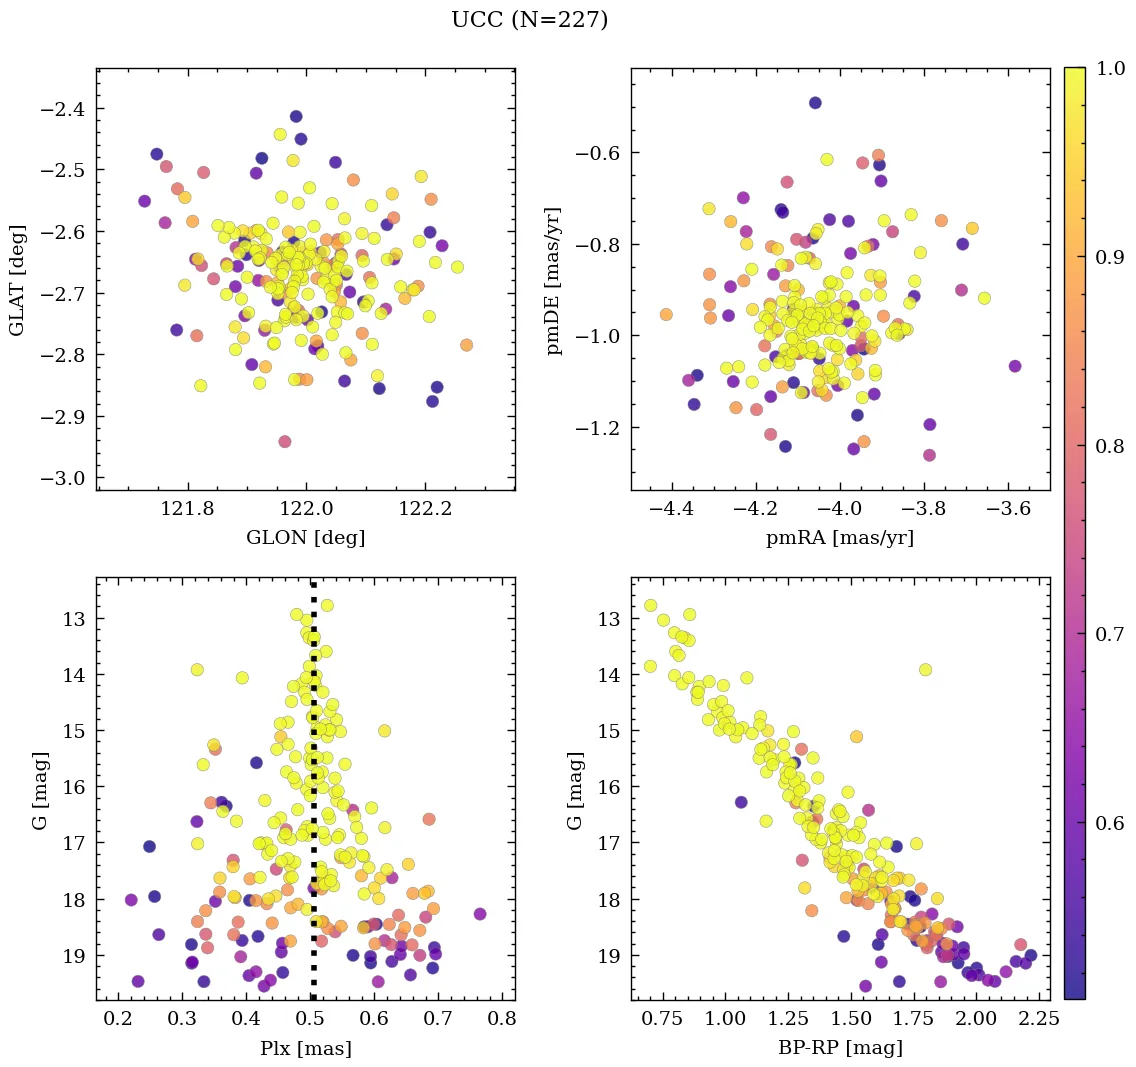 UCC (N=227)
−2.4
−2.5
−2.6
−2.7
−2.8
−2.9
−3.0
GLAT [deg]
121.8 122.0 122.2
GLON [deg]
−0.6
−0.8
−1.0
−1.2
pmDE [mas/yr]
−4.4 −4.2 −4.0 −3.8 −3.6
pmRA [mas/yr]
1.0
0.9
0.8
0.7
0.6
13
14
15
16
17
18
19
G [mag]
0.2 0.3 0.4 0.5 0.6 0.7 0.8
Plx [mas]
13
14
15
16
17
18
19
G [mag]
0.75 1.00 1.25 1.50 1.75 2.00 2.25
BP-RP [mag]